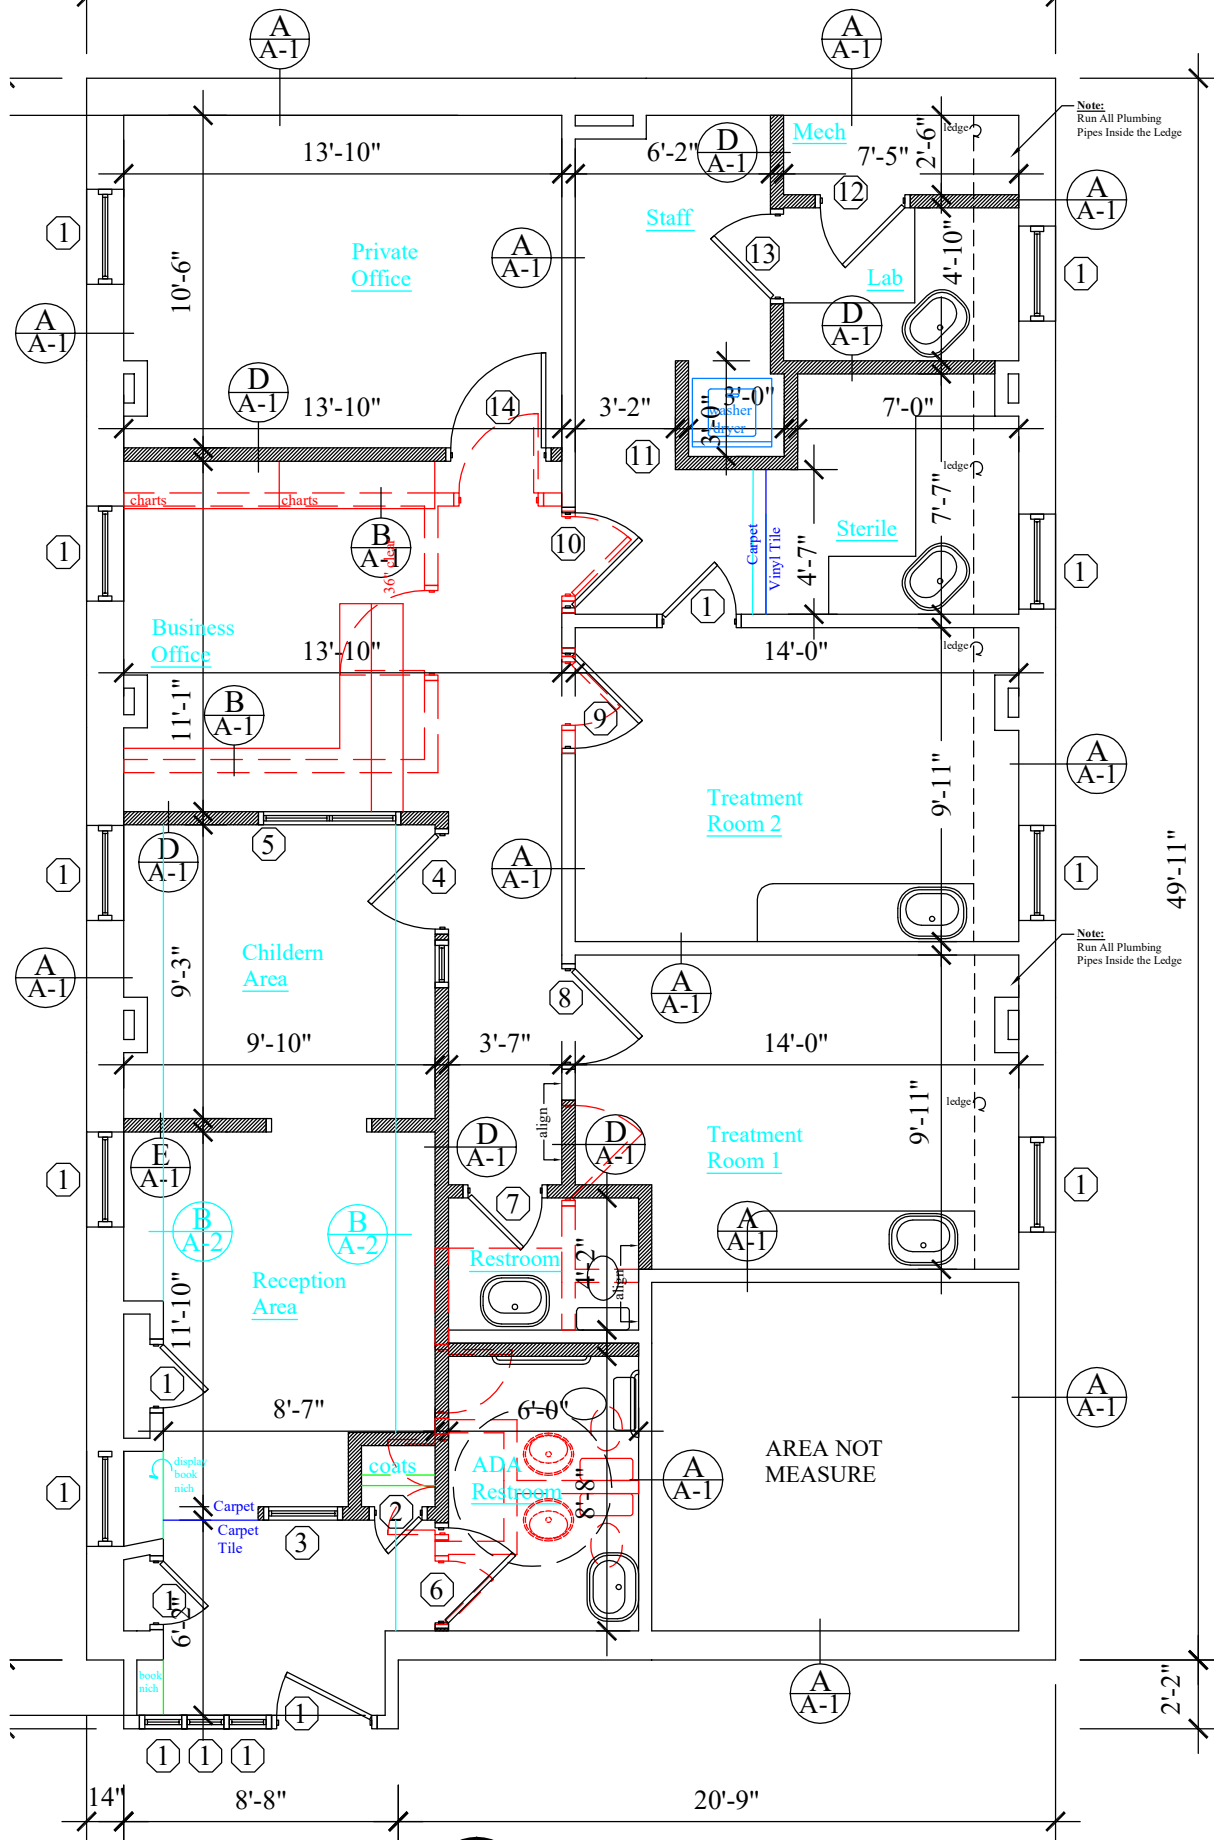 A
A-1
A
A-1
Note:
Run All Plumbing
Pipes Inside the Ledge
Mech
ledge
2'-6"
13'-10"
6'-2"
D
A-1
7'-5"
12
A
A-1
1
Private
Office
Staff
A
A-1
13
Lab
4'-10"
1
10'-6"
A
A-1
D
A-1
D
A-1
13'-10"
14
3'-2"
3'-0"
3'-0"
washer
dryer
7'-0"
11
ledge
charts
charts
7'-7"
1
B
A-1
36" clear
10
Carpet
Vinyl Tile
4'-7"
Sterile
1
1
Business
Office
13'-10"
14'-0"
ledge
11'-1"
B
A-1
9
A
A-1
9'-11"
Treatment
Room 2
5
D
A-1
4
A
A-1
1
1
49'-11"
Note:
Run All Plumbing
Pipes Inside the Ledge
Childern
Area
A
A-1
9'-3"
8
A
A-1
9'-10"
3'-7"
14'-0"
align
ledge
9'-11"
E
A-1
D
A-1
D
A-1
Treatment
Room 1
1
1
7
B
A-2
B
A-2
A
A-1
Restroom
4'-2"
align
Reception
Area
11'-10"
1
8'-7"
6'-0"
A
A-1
AREA NOT
MEASURE
display
book
nich
coats
ADA
Restroom
8'-8"
A
A-1
1
Carpet
Carpet
Tile
3
2
6
1
6'-2"
book
nich
1
A
A-1
2'-2"
1
1
1
14"
8'-8"
20'-9"